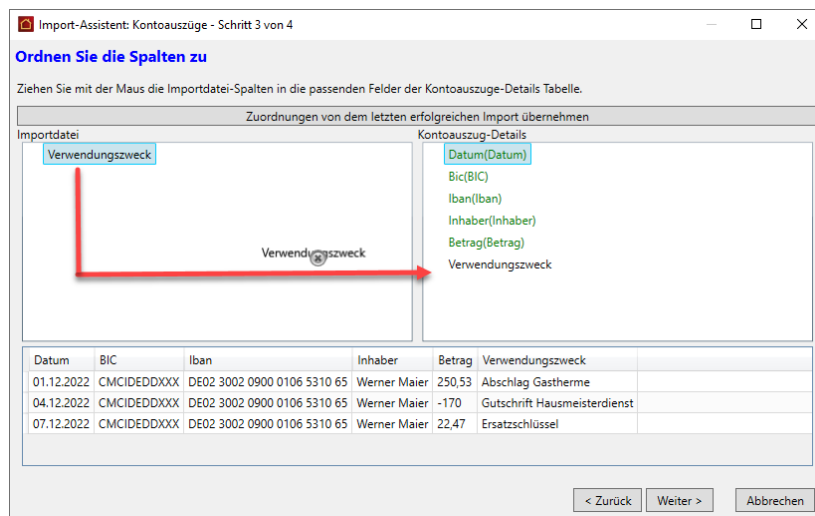 Import-Assistent: Kontoauszüge - Schritt 3 von 4
Ordnen Sie die Spalten zu
Ziehen Sie mit der Maus die Importdatei-Spalten in die passenden Felder der Kontoauszuge-Details Tabelle.
Zuordnungen von dem letzten erfolgreichen Import übernehmen
Importdatei
Verwendungszweck
Verwendungszweck
Kontoauszug-Details
Datum(Datum)
Bic(BIC)
Iban(Iban)
Inhaber(Inhaber)
Betrag(Betrag)
Verwendungszweck
Datum BIC Iban Inhaber Betrag Verwendungszweck
01.12.2022 CMCIDEDDXXX DE02 3002 0900 0106 5310 65 Werner Maier 250,53 Abschlag Gastherme
04.12.2022 CMCIDEDDXXX DE02 3002 0900 0106 5310 65 Werner Maier -170 Gutschrift Hausmeisterdienst
07.12.2022 CMCIDEDDXXX DE02 3002 0900 0106 5310 65 Werner Maier 22,47 Ersatzschlüssel
< Zurück Weiter > Abbrechen